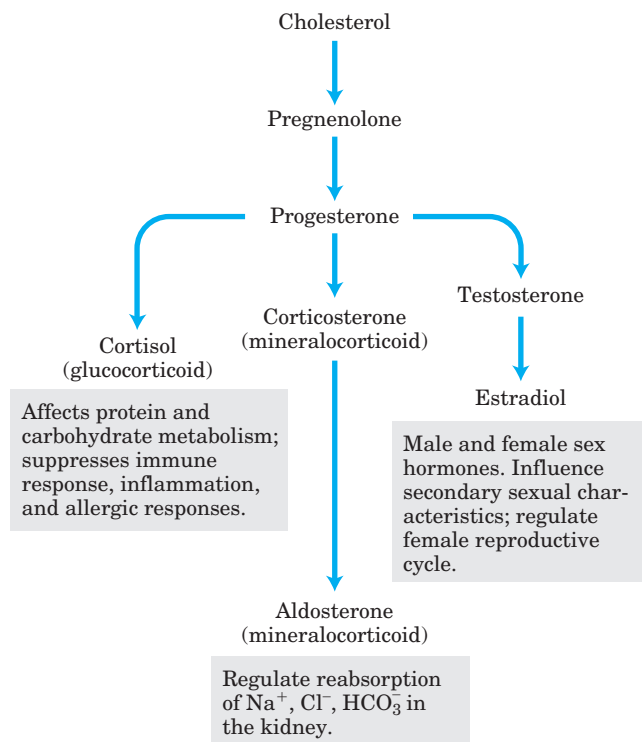 Cholesterol
Pregnenolone
Progesterone
Cortisol
(glucocorticoid)
Affects protein and
carbohydrate metabolism;
suppresses immune
response, inflammation,
and allergic responses.
Corticosterone
(mineralocorticoid)
Aldosterone
(mineralocorticoid)
Regulate reabsorption
of Na⁺, Cl⁻, HCO₃⁻ in
the kidney.
Testosterone
Estradiol
Male and female sex
hormones. Influence
secondary sexual char-
acteristics; regulate
female reproductive
cycle.